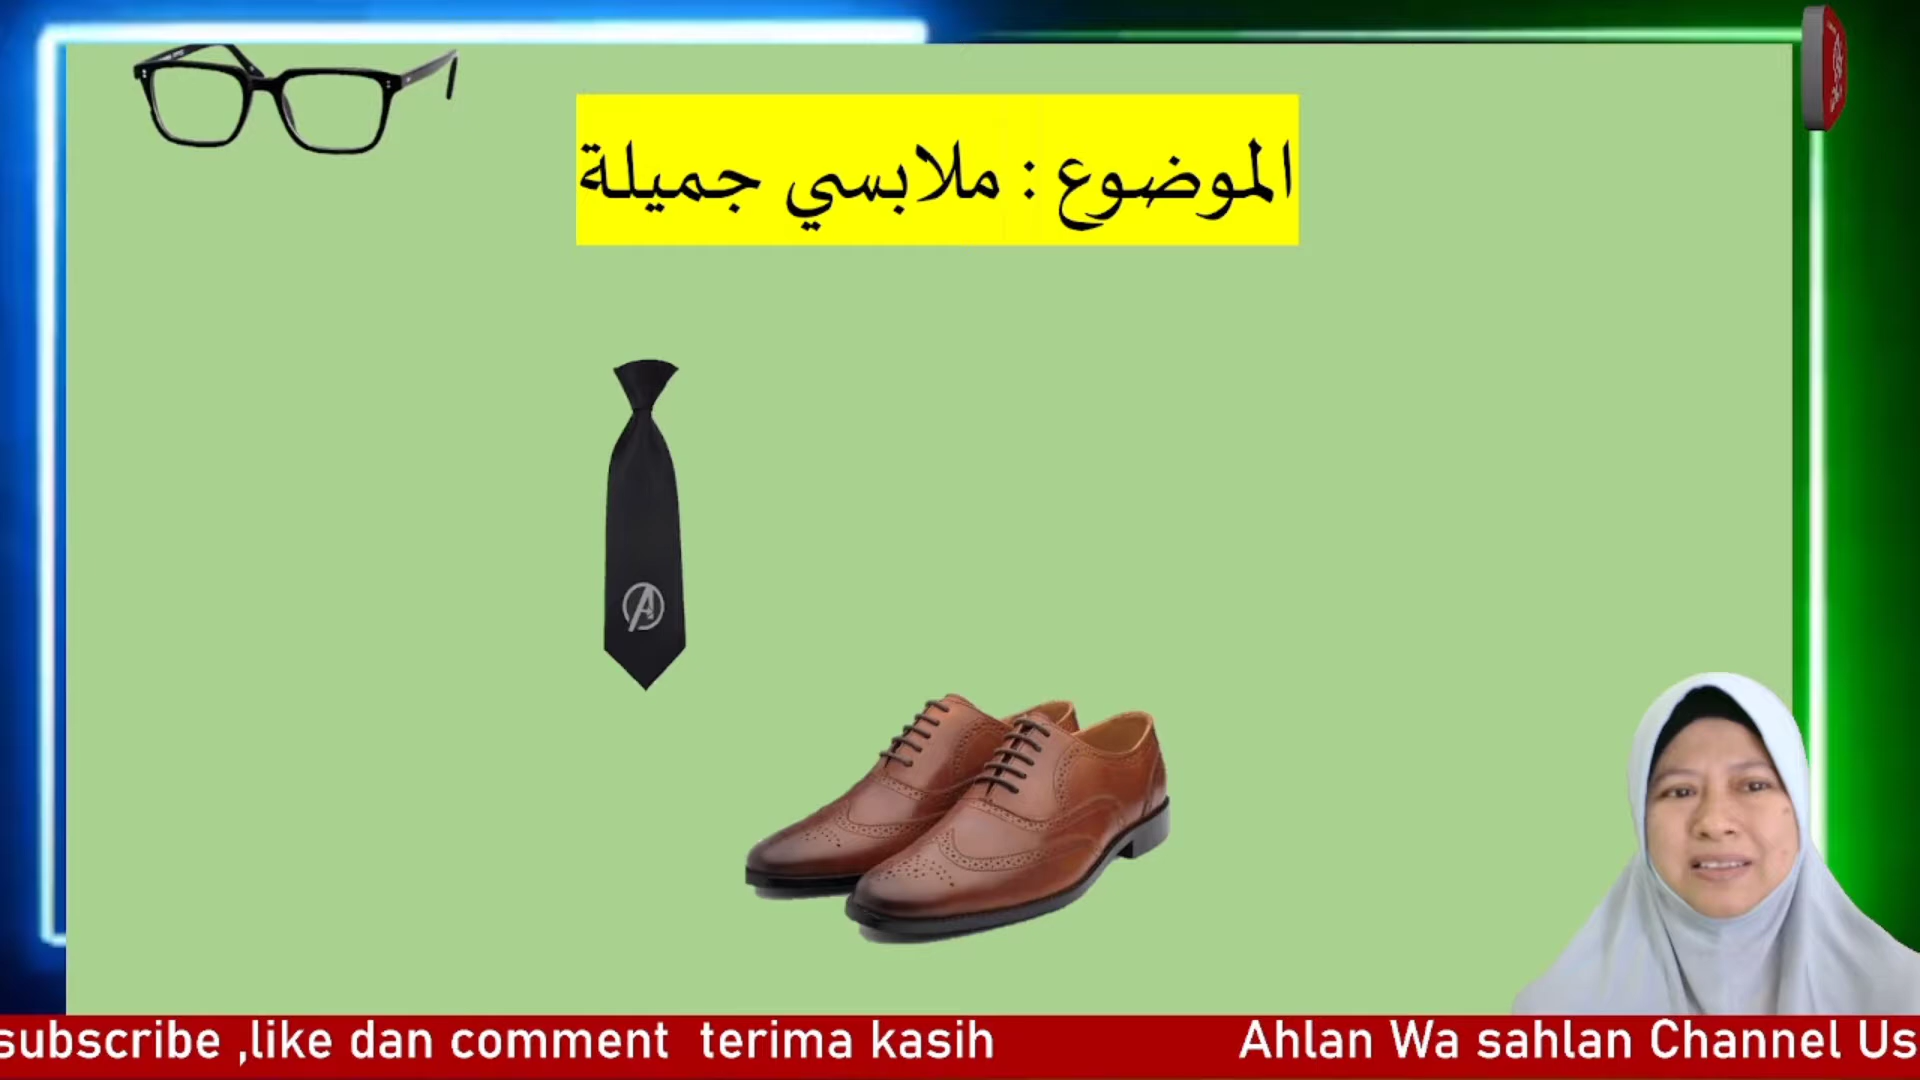 الموضوع : ملابسي جميلة
subscribe ,like dan comment terima kasih
Ahlan Wa sahlan Channel Us